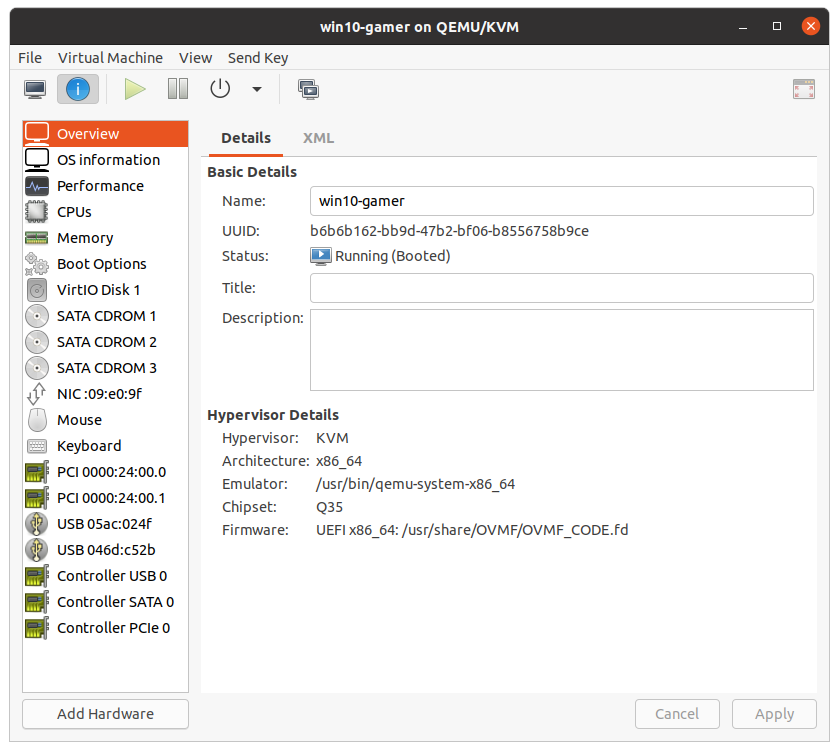 win10-gamer on QEMU/KVM
File Virtual Machine View Send Key
Overview
OS information
Performance
CPUs
Memory
Boot Options
VirtIO Disk 1
SATA CDROM 1
SATA CDROM 2
SATA CDROM 3
NIC :09:e0:9f
Mouse
Keyboard
PCI 0000:24:00.0
PCI 0000:24:00.1
USB 05ac:024f
USB 046d:c52b
Controller USB 0
Controller SATA 0
Controller PCIe 0
Add Hardware
Details XML
Basic Details
Name: win10-gamer
UUID: b6b6b162-bb9d-47b2-bf06-b8556758b9ce
Status: Running (Booted)
Title:
Description:
Hypervisor Details
Hypervisor: KVM
Architecture: x86_64
Emulator: /usr/bin/qemu-system-x86_64
Chipset: Q35
Firmware: UEFI x86_64: /usr/share/OVMF/OVMF_CODE.fd
Cancel Apply